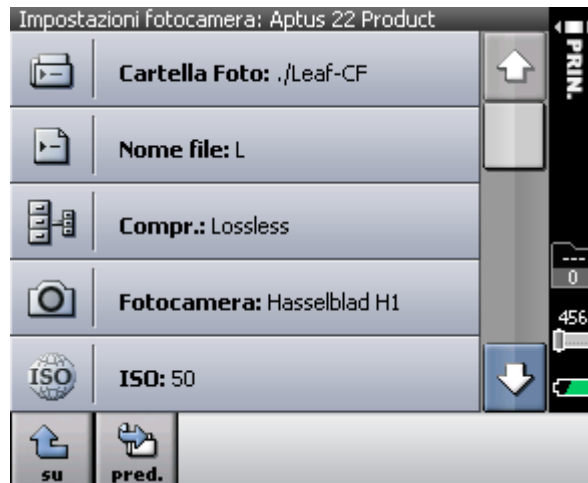 Impostazioni fotocamera: Aptus 22 Product
PRIN.
Cartella Foto: ./Leaf-CF
Nome file: L
Compr.: Lossless
---
0
Fotocamera: Hasselblad H1
456
ISO
ISO: 50
su
pred.